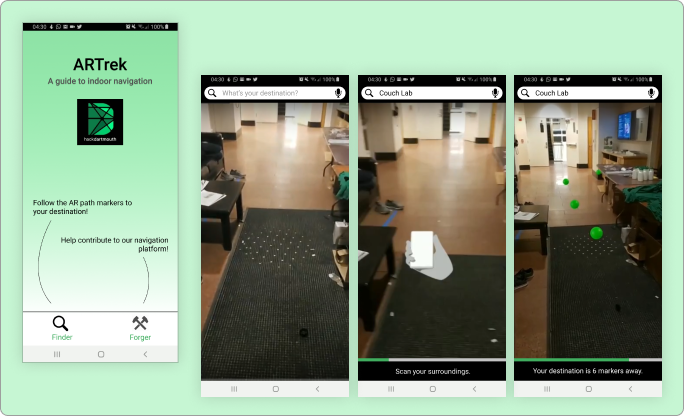 04:30
100%
ARTrek
A guide to indoor navigation
hackdartmouth
Follow the AR path markers to
your destination!
Help contribute to our navigation
platform!
Finder
Forger
04:30
100%
What's your destination?
04:30
100%
Couch Lab
Scan your surroundings.
04:30
100%
Couch Lab
Your destination is 6 markers away.